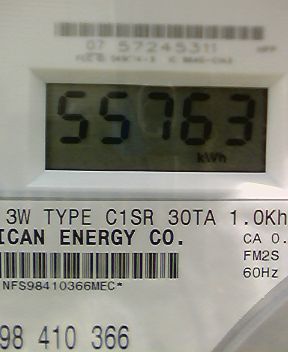 07 57245311
55763
kWh
3W TYPE C1SR 30TA 1.0Kh
ICAN ENERGY CO.
CA 0.
FM2S
60Hz
NFS98410366MEC*
98 410 366